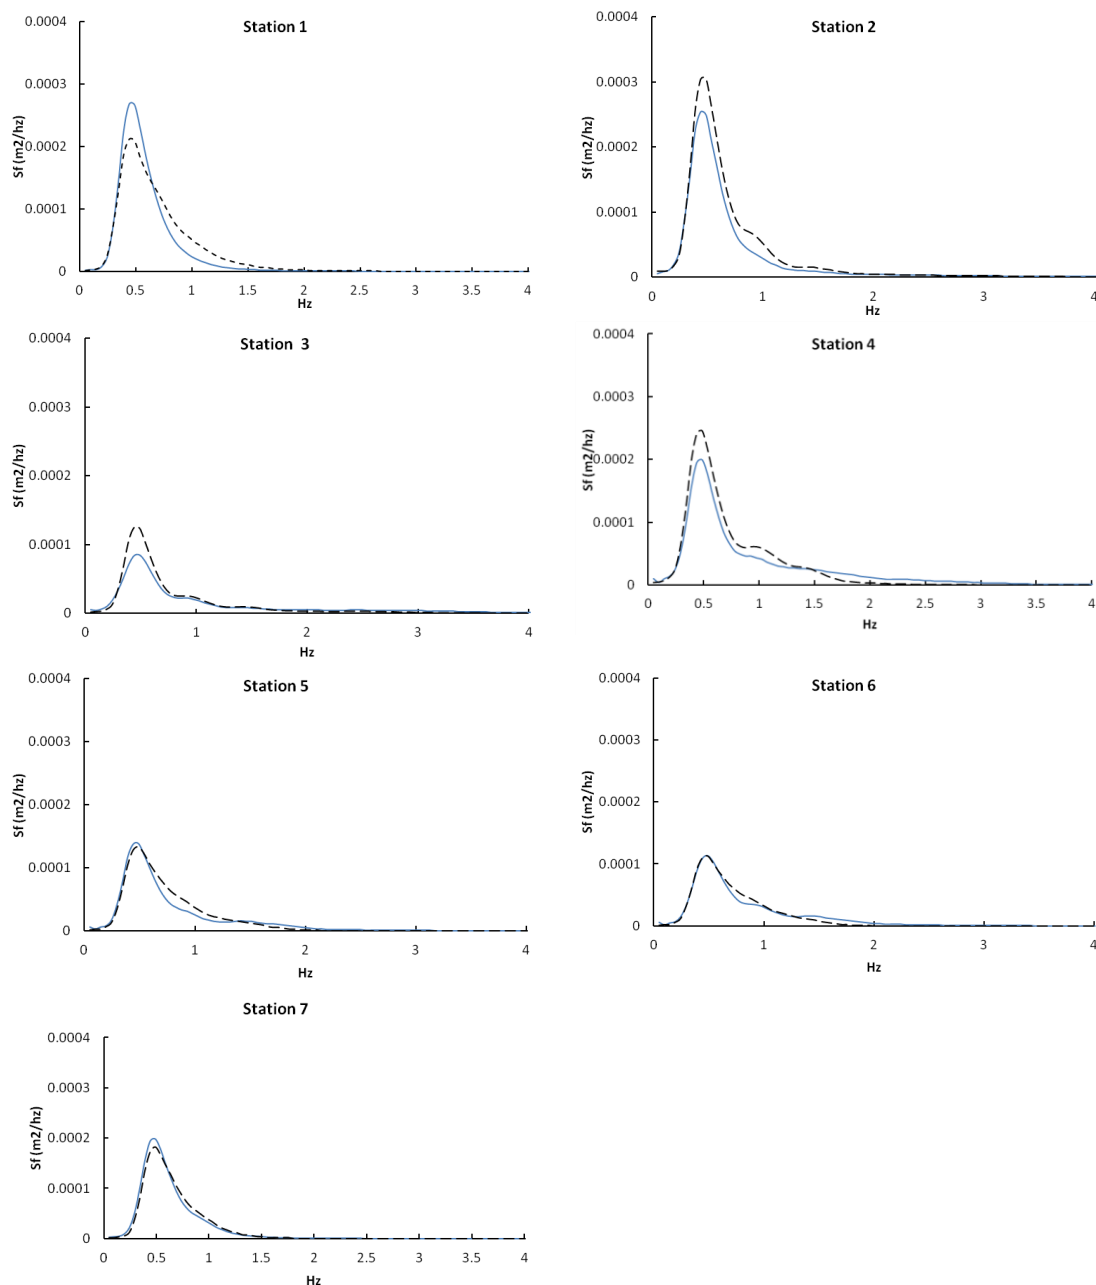 Station 1
0.0004
0.0003
0.0002
0.0001
0
Sf (m2/hz)
0 0.5 1 1.5 2 2.5 3 3.5 4
Hz
Station 2
0.0004
0.0003
0.0002
0.0001
0
Sf (m2/hz)
0 1 2 3 4
Hz
Station 3
0.0004
0.0003
0.0002
0.0001
0
Sf (m2/hz)
0 1 2 3 4
Hz
Station 4
0.0004
0.0003
0.0002
0.0001
0
Sf (m2/hz)
0 0.5 1 1.5 2 2.5 3 3.5 4
Hz
Station 5
0.0004
0.0003
0.0002
0.0001
0
Sf (m2/hz)
0 1 2 3 4
Hz
Station 6
0.0004
0.0003
0.0002
0.0001
0
Sf (m2/hz)
0 1 2 3 4
Hz
Station 7
0.0004
0.0003
0.0002
0.0001
0
Sf (m2/hz)
0 0.5 1 1.5 2 2.5 3 3.5 4
Hz